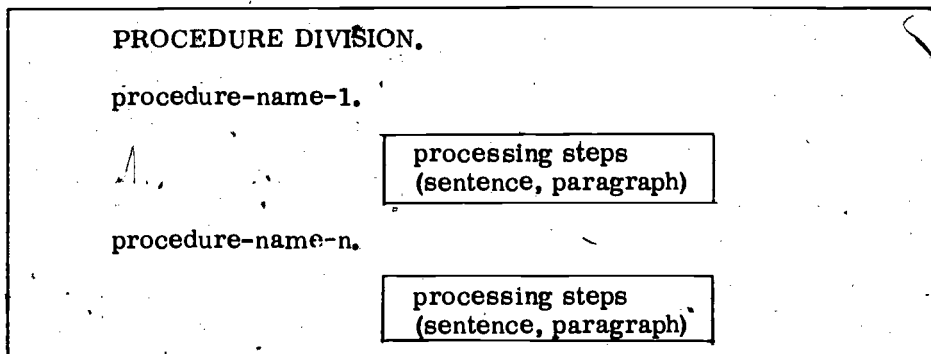 PROCEDURE DIVISION.
procedure-name-1.
processing steps
(sentence, paragraph)
procedure-name-n.
processing steps
(sentence, paragraph)